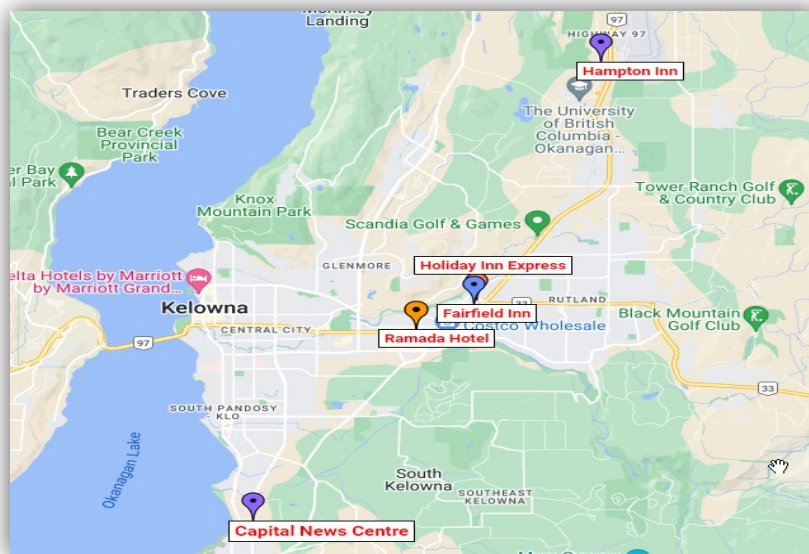 McKinley
Landing
97
HIGHWAY 97
Hampton Inn
Traders Cove
The University
of British
Columbia -
Okanagan...
Bear Creek
Provincial
Park
er Bay
al Park
Tower Ranch Golf
& Country Club
Knox
Mountain Park
Scandia Golf & Games
GLENMORE
Holiday Inn Express
elta Hotels by Marriott
by Marriott Grand...
Kelowna
33
RUTLAND
Fairfield Inn
Costco Wholesale
Black Mountain
Golf Club
CENTRAL CITY
Ramada Hotel
97
33
SOUTH PANDOSY
- KLO
Okanagan Lake
South
Kelowna
SOUTHEAST
KELOWNA
Capital News Centre